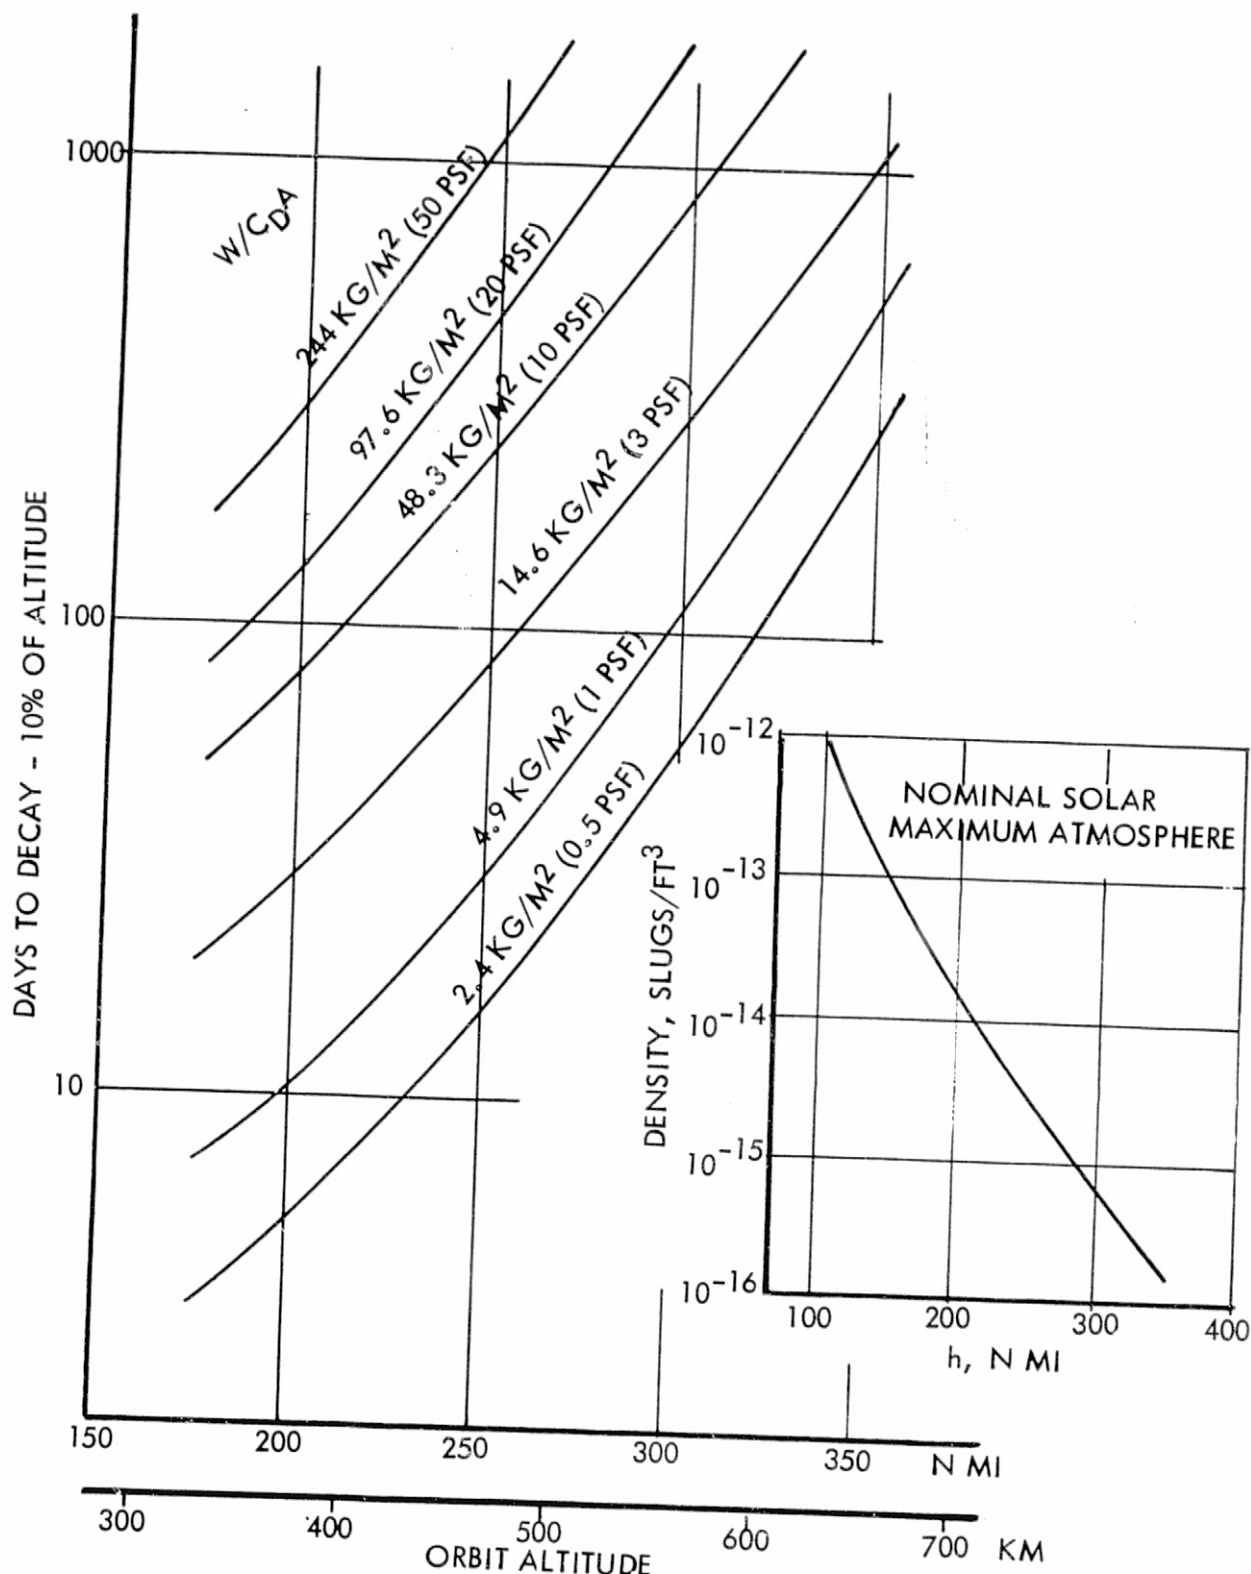 1000
W/CDA
244 KG/M2 (50 PSF)
97.6 KG/M2 (20 PSF)
48.3 KG/M2 (10 PSF)
14.6 KG/M2 (3 PSF)
4.9 KG/M2 (1 PSF)
2.4 KG/M2 (0.5 PSF)
DAYS TO DECAY - 10% OF ALTITUDE
100
10
150
200
250
300
350
N MI
300
400
500
600
700
KM
ORBIT ALTITUDE
NOMINAL SOLAR
MAXIMUM ATMOSPHERE
DENSITY, SLUGS/FT3
10-12
10-13
10-14
10-15
10-16
100
200
300
400
h, N MI